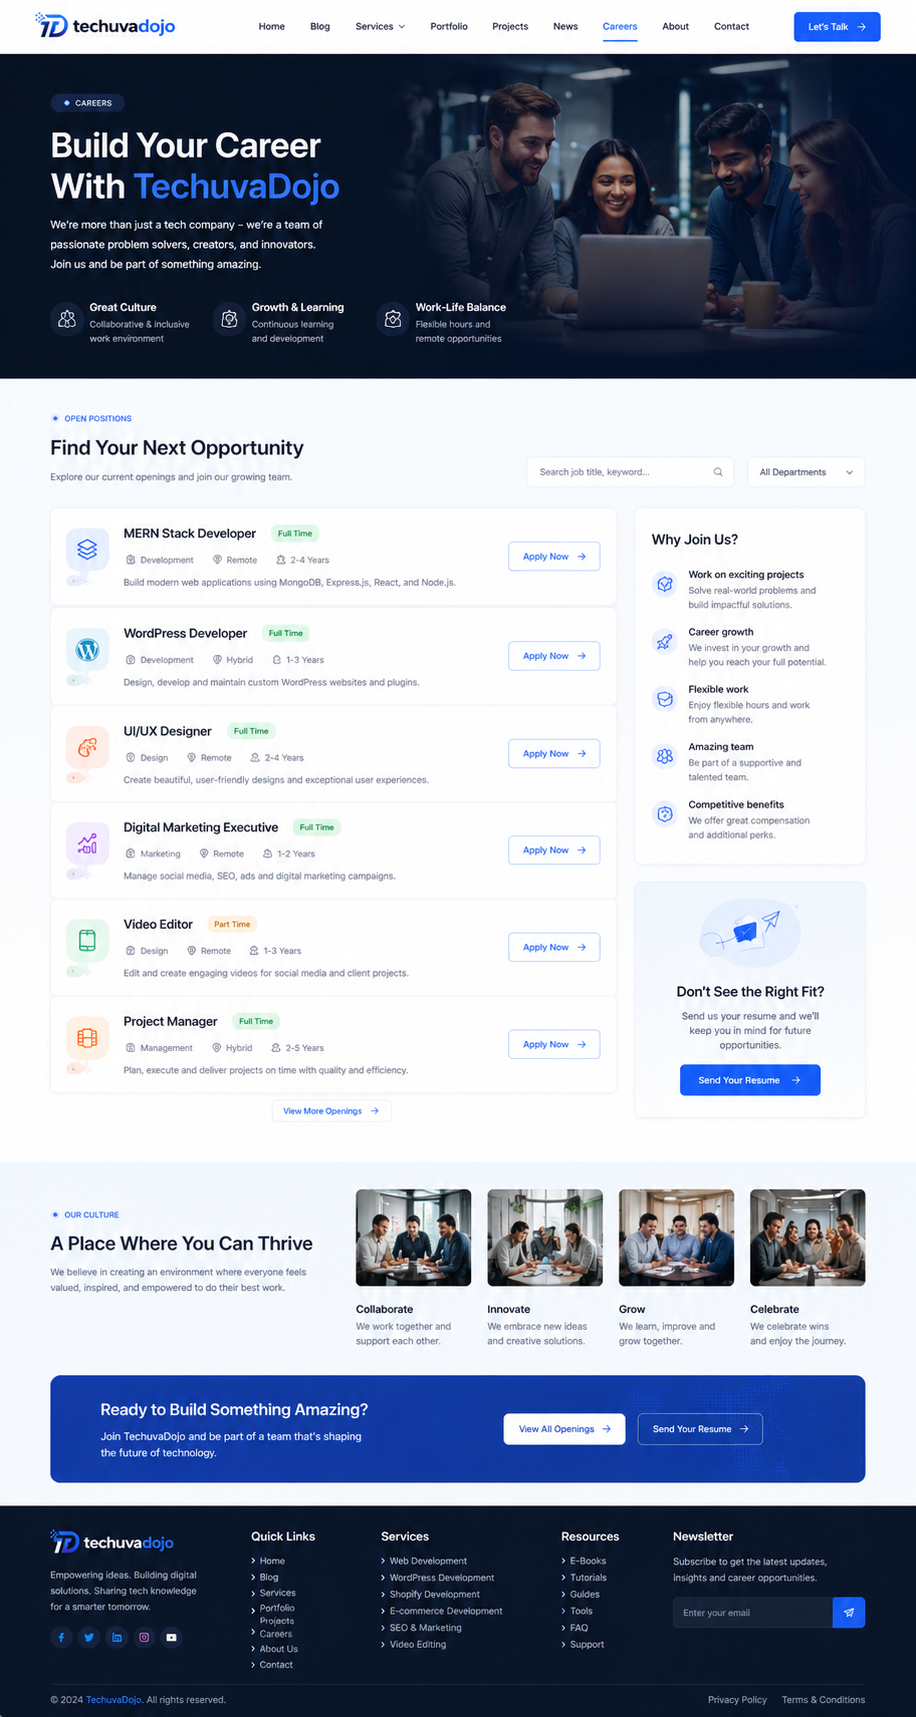 techuvadojo
Home Blog Services Portfolio Projects News Careers About Contact
Let's Talk
CAREERS
Build Your Career
With TechuvaDojo
We're more than just a tech company – we're a team of
passionate problem solvers, creators, and innovators.
Join us and be part of something amazing.
Great Culture
Collaborative & inclusive
work environment
Growth & Learning
Continuous learning
and development
Work-Life Balance
Flexible hours and
remote opportunities
OPEN POSITIONS
Find Your Next Opportunity
Explore our current openings and join our growing team.
Search job title, keyword...
All Departments
MERN Stack Developer Full Time
Development Remote 2-4 Years
Build modern web applications using MongoDB, Express.js, React, and Node.js.
Apply Now
WordPress Developer Full Time
Development Hybrid 1-3 Years
Design, develop and maintain custom WordPress websites and plugins.
Apply Now
UI/UX Designer Full Time
Design Remote 2-4 Years
Create beautiful, user-friendly designs and exceptional user experiences.
Apply Now
Digital Marketing Executive Full Time
Marketing Remote 1-2 Years
Manage social media, SEO, ads and digital marketing campaigns.
Apply Now
Video Editor Part Time
Design Remote 1-3 Years
Edit and create engaging videos for social media and client projects.
Apply Now
Project Manager Full Time
Management Hybrid 2-5 Years
Plan, execute and deliver projects on time with quality and efficiency.
Apply Now
View More Openings
Why Join Us?
Work on exciting projects
Solve real-world problems and
build impactful solutions.
Career growth
We invest in your growth and
help you reach your full potential.
Flexible work
Enjoy flexible hours and work
from anywhere.
Amazing team
Be part of a supportive and
talented team.
Competitive benefits
We offer great compensation
and additional perks.
Don't See the Right Fit?
Send us your resume and we'll
keep you in mind for future
opportunities.
Send Your Resume
OUR CULTURE
A Place Where You Can Thrive
We believe in creating an environment where everyone feels
valued, inspired, and empowered to do their best work.
Collaborate
We work together and
support each other.
Innovate
We embrace new ideas
and creative solutions.
Grow
We learn, improve and
grow together.
Celebrate
We celebrate wins
and enjoy the journey.
Ready to Build Something Amazing?
Join TechuvaDojo and be part of a team that's shaping
the future of technology.
View All Openings
Send Your Resume
techuvadojo
Empowering ideas. Building digital
solutions. Sharing tech knowledge
for a smarter tomorrow.
Quick Links
Home
Blog
Services
Portfolio
Projects
Careers
About Us
Contact
Services
Web Development
WordPress Development
Shopify Development
E-commerce Development
SEO & Marketing
Video Editing
Resources
E-Books
Tutorials
Guides
Tools
FAQ
Support
Newsletter
Subscribe to get the latest updates,
insights and career opportunities.
Enter your email
© 2024 TechuvaDojo. All rights reserved.
Privacy Policy Terms & Conditions